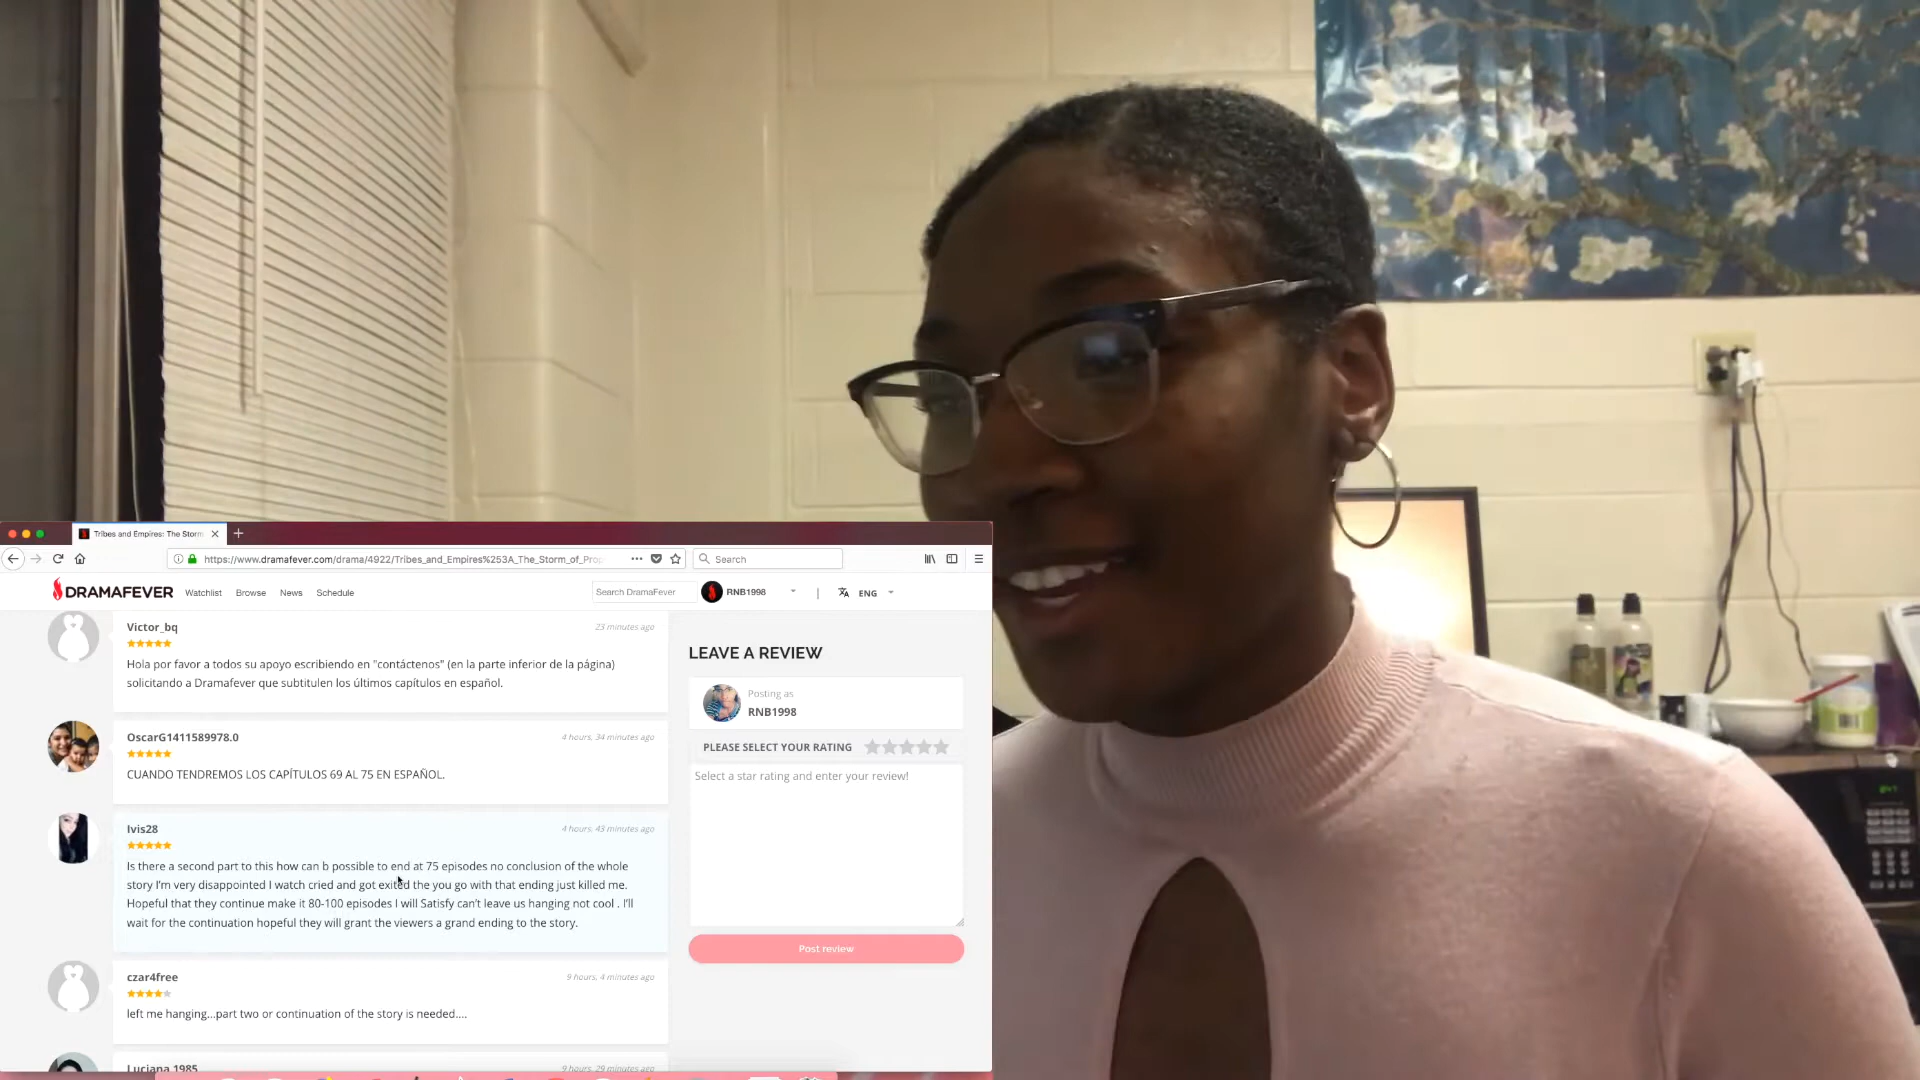 Tribes and Empires: The Storm
https://www.dramafever.com/drama/4922/Tribes_and_Empires%253A_The_Storm_of_Prop
Search
DRAMAFEVER
Watchlist
Browse
News
Schedule
Search DramaFever
RNB1998
ENG
Victor_bq
23 minutes ago
Hola por favor a todos su apoyo escribiendo en "contáctenos" (en la parte inferior de la página)
solicitando a Dramafever que subtitulen los últimos capítulos en español.
OscarG1411589978.0
4 hours, 34 minutes ago
CUANDO TENDREMOS LOS CAPÍTULOS 69 AL 75 EN ESPAÑOL.
Ivis28
4 hours, 43 minutes ago
Is there a second part to this how can b possible to end at 75 episodes no conclusion of the whole
story I'm very disappointed I watch cried and got exited the you go with that ending just killed me.
Hopeful that they continue make it 80-100 episodes I will Satisfy can't leave us hanging not cool . I'll
wait for the continuation hopeful they will grant the viewers a grand ending to the story.
czar4free
9 hours, 4 minutes ago
left me hanging...part two or continuation of the story is needed....
Luciana 1985
9 hours, 29 minutes ago
LEAVE A REVIEW
Posting as
RNB1998
PLEASE SELECT YOUR RATING
Select a star rating and enter your review!
Post review